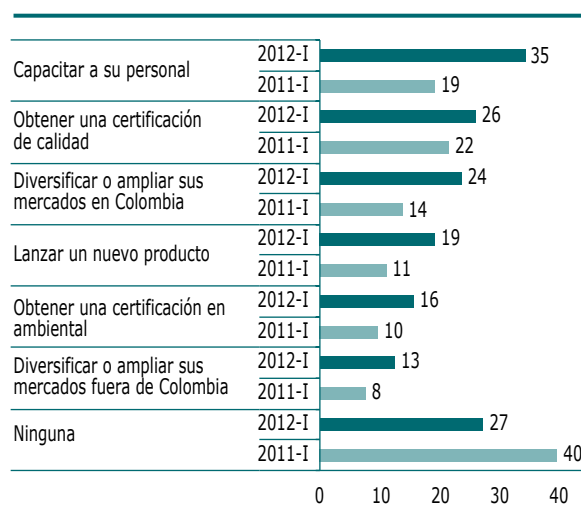 2012-I 35
Capacitar a su personal
2011-I 19
Obtener una certificación
de calidad
2012-I 26
2011-I 22
Diversificar o ampliar sus
mercados en Colombia
2012-I 24
2011-I 14
Lanzar un nuevo producto
2012-I 19
2011-I 11
Obtener una certificación en
ambiental
2012-I 16
2011-I 10
Diversificar o ampliar sus
mercados fuera de Colombia
2012-I 13
2011-I 8
Ninguna
2012-I 27
2011-I 40
0 10 20 30 40